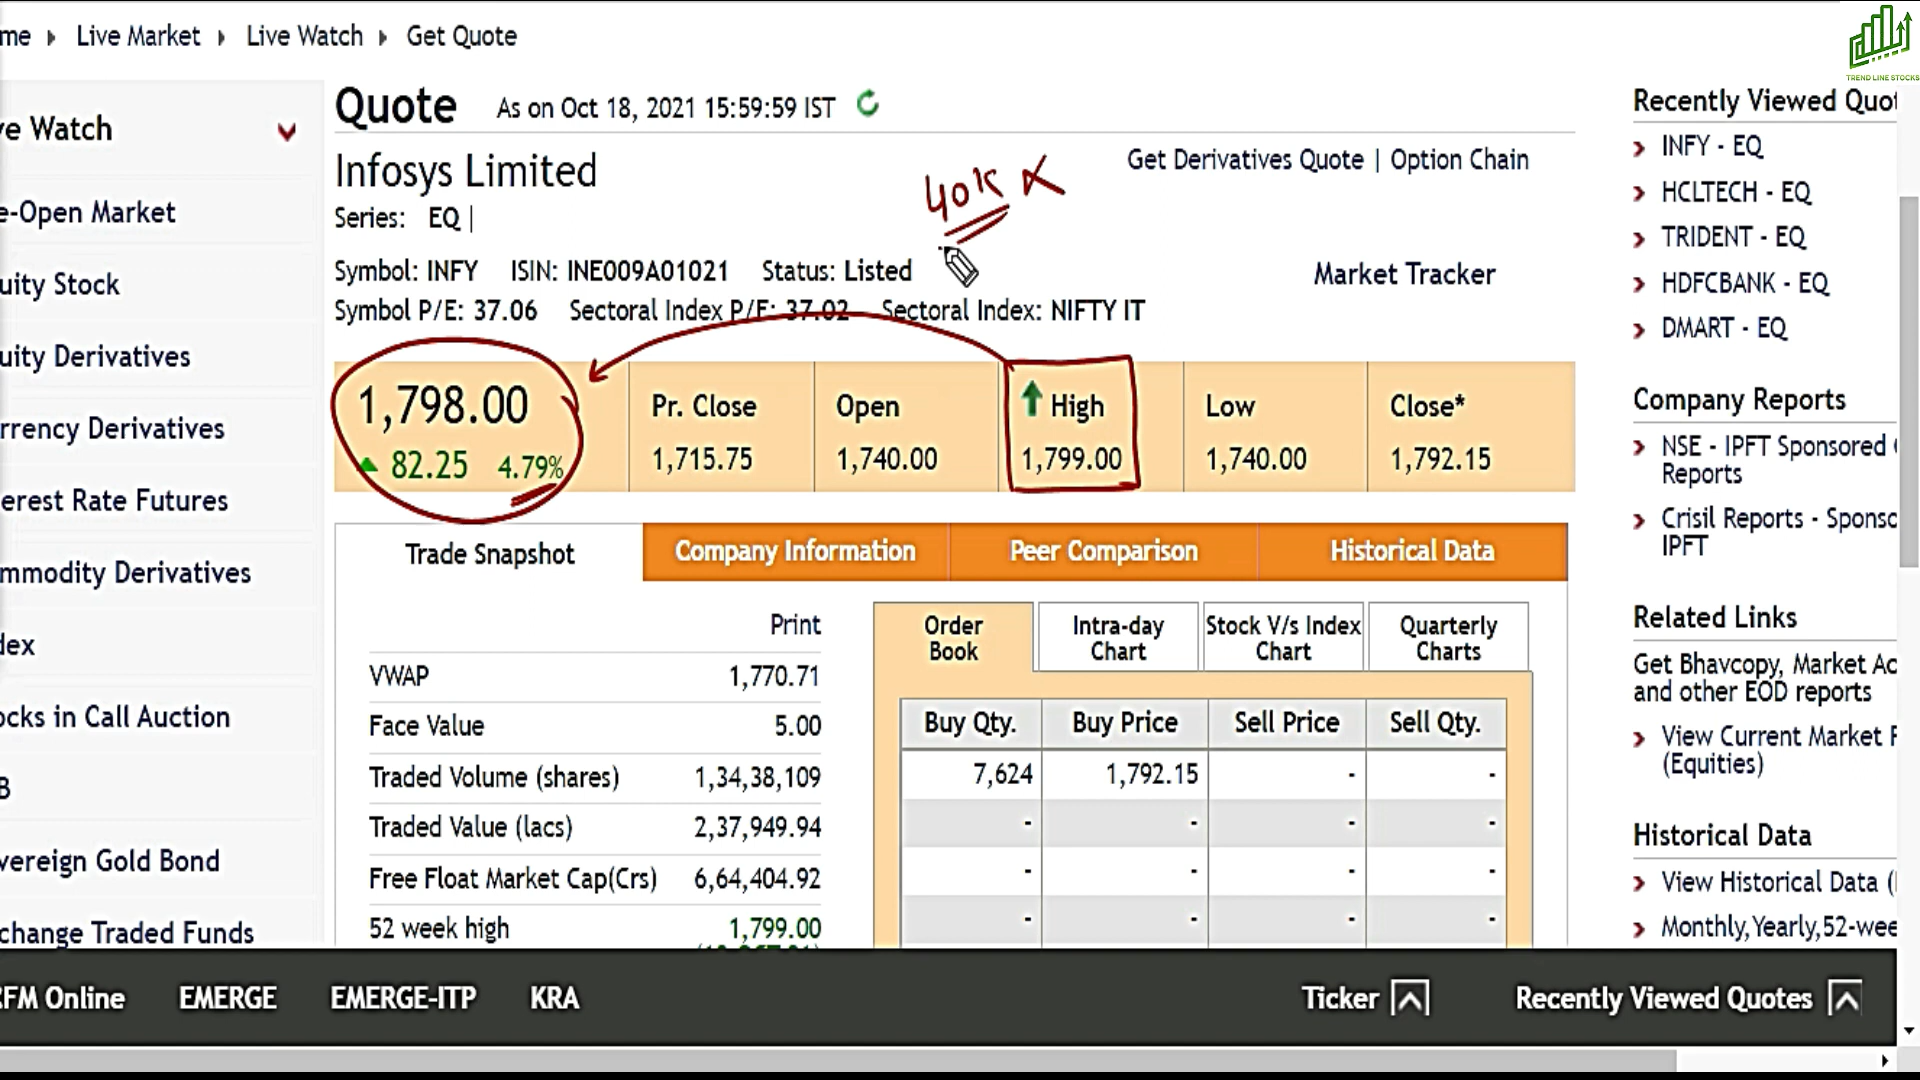 me Live Market Live Watch Get Quote
TREND LINE STOCKS
ve Watch
e-Open Market
uity Stock
uity Derivatives
rrency Derivatives
erest Rate Futures
mmodity Derivatives
dex
ocks in Call Auction
B
vereign Gold Bond
change Traded Funds
Quote As on Oct 18, 2021 15:59:59 IST
Infosys Limited
Get Derivatives Quote | Option Chain
40K
Series: EQ |
Symbol: INFY ISIN: INE009A01021 Status: Listed
Market Tracker
Symbol P/E: 37.06 Sectoral Index P/E: 37.02 Sectoral Index: NIFTY IT
1,798.00 Pr. Close Open High Low Close*
82.25 4.79% 1,715.75 1,740.00 1,799.00 1,740.00 1,792.15
Trade Snapshot Company Information Peer Comparison Historical Data
Print
VWAP 1,770.71
Face Value 5.00
Traded Volume (shares) 1,34,38,109
Traded Value (lacs) 2,37,949.94
Free Float Market Cap(Crs) 6,64,404.92
52 week high 1,799.00
Order Book
Intra-day Chart
Stock V/s Index Chart
Quarterly Charts
Buy Qty. Buy Price Sell Price Sell Qty.
7,624 1,792.15 - -
- - - -
- - - -
- - - -
Recently Viewed Quot
INFY - EQ
HCLTECH - EQ
TRIDENT - EQ
HDFCBANK - EQ
DMART - EQ
Company Reports
NSE - IPFT Sponsored
Reports
Crisil Reports - Sponso
IPFT
Related Links
Get Bhavcopy, Market Ac
and other EOD reports
View Current Market F
(Equities)
Historical Data
View Historical Data (
Monthly,Yearly,52-wee
FM Online EMERGE EMERGE-ITP KRA Ticker Recently Viewed Quotes